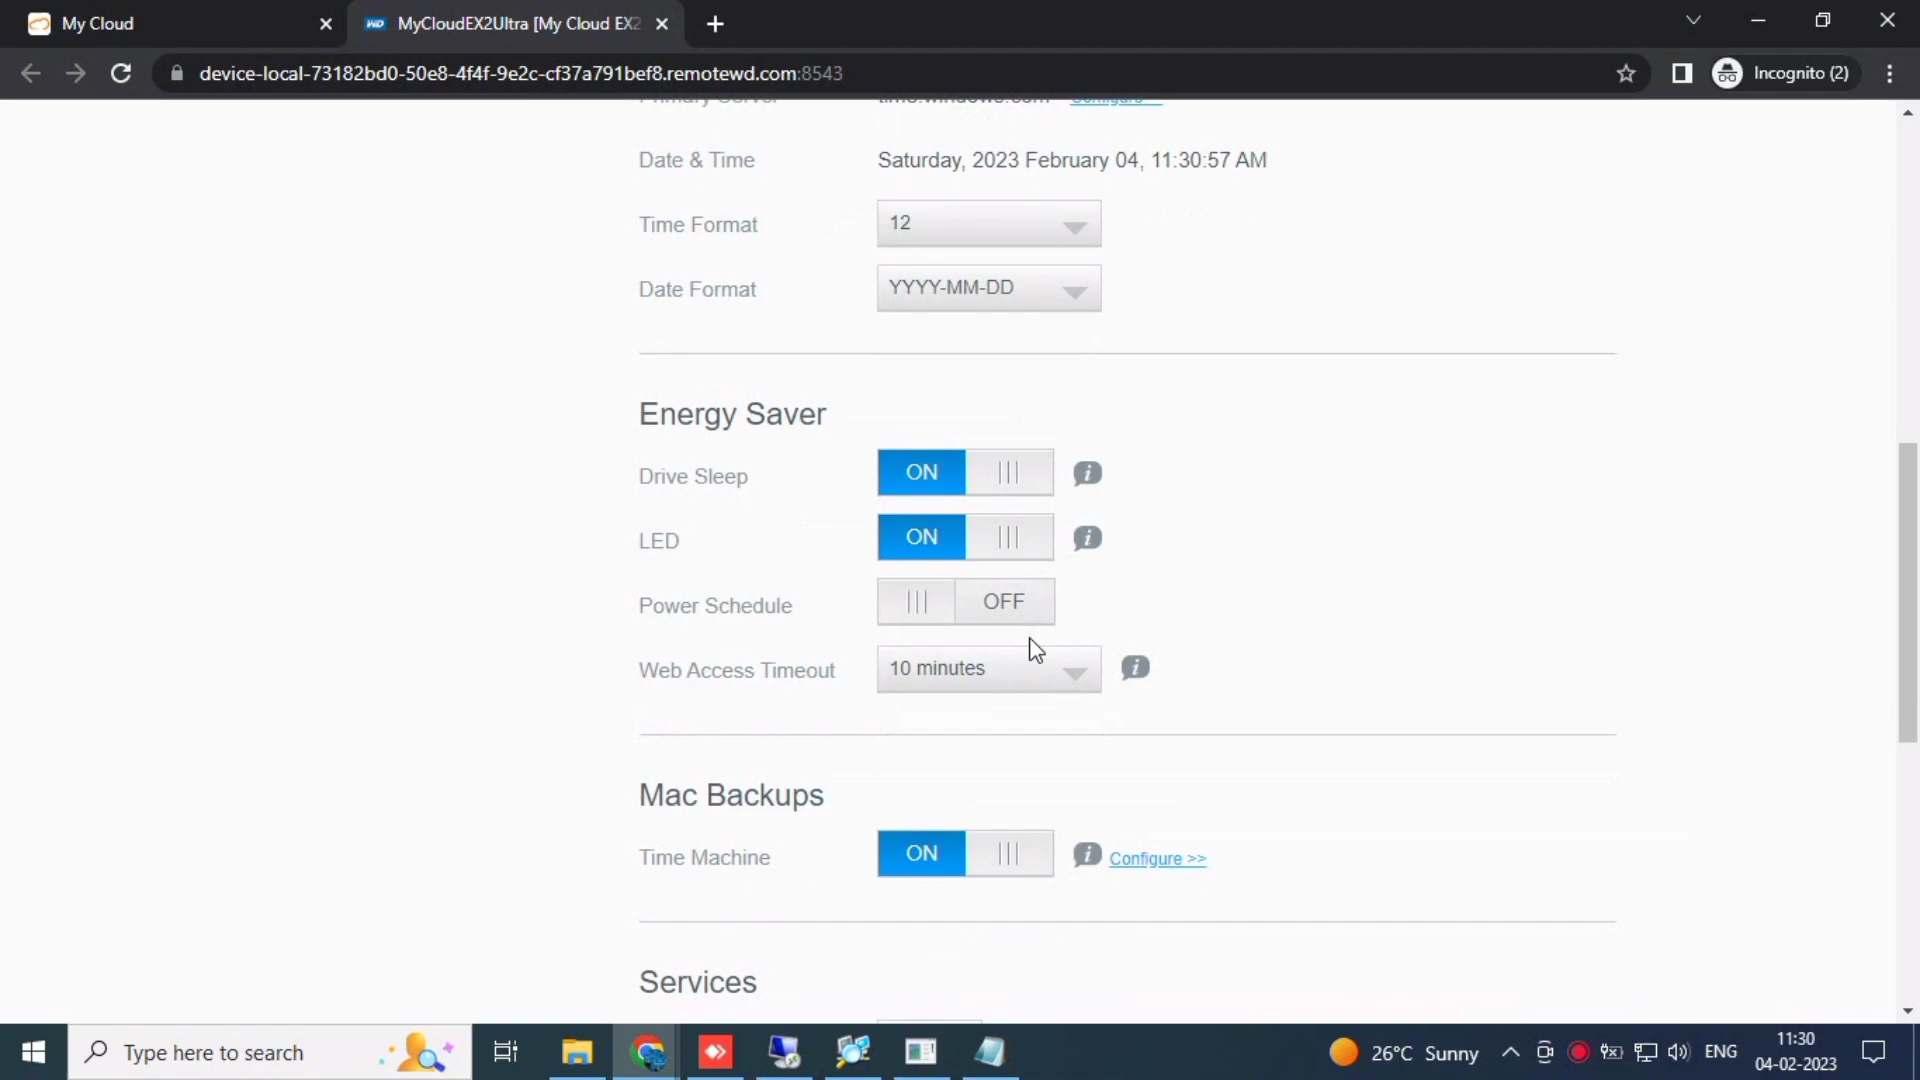 My Cloud
WD MyCloudEX2Ultra [My Cloud EX2
device-local-73182bd0-50e8-4f4f-9e2c-cf37a791bef8.remotewd.com:8543
Incognito (2)
Primary Server time.windows.com Configure >>
Date & Time Saturday, 2023 February 04, 11:30:57 AM
Time Format 12
Date Format YYYY-MM-DD
Energy Saver
Drive Sleep ON
LED ON
Power Schedule OFF
Web Access Timeout 10 minutes
Mac Backups
Time Machine ON Configure >>
Services
Type here to search
26°C Sunny
ENG
11:30
04-02-2023